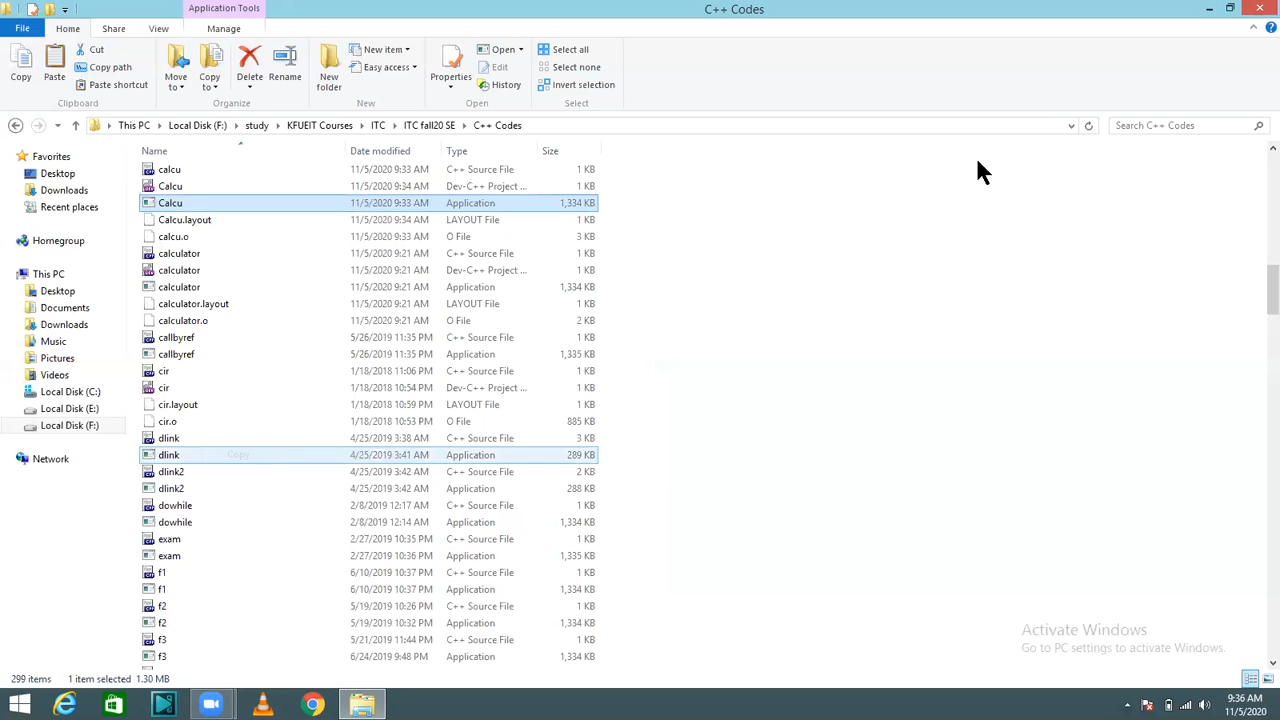 Application Tools
C++ Codes
File Home Share View Manage
Copy
Paste
Cut
Copy path
Paste shortcut
Clipboard
Move to
Copy to
Delete
Rename
Organize
New folder
New item
Easy access
New
Properties
Open
Edit
History
Open
Select all
Select none
Invert selection
Select
This PC Local Disk (F:) study KFUEIT Courses ITC ITC fall20 SE C++ Codes
Search C++ Codes
Favorites
Desktop
Downloads
Recent places
Homegroup
This PC
Desktop
Documents
Downloads
Music
Pictures
Videos
Local Disk (C:)
Local Disk (E:)
Local Disk (F:)
Network
Name Date modified Type Size
calcu 11/5/2020 9:33 AM C++ Source File 1 KB
Calcu 11/5/2020 9:34 AM Dev-C++ Project ... 1 KB
Calcu 11/5/2020 9:33 AM Application 1,334 KB
Calcu.layout 11/5/2020 9:34 AM LAYOUT File 1 KB
calcu.o 11/5/2020 9:33 AM O File 3 KB
calculator 11/5/2020 9:21 AM C++ Source File 1 KB
calculator 11/5/2020 9:21 AM Dev-C++ Project ... 1 KB
calculator 11/5/2020 9:21 AM Application 1,334 KB
calculator.layout 11/5/2020 9:21 AM LAYOUT File 1 KB
calculator.o 11/5/2020 9:21 AM O File 2 KB
callbyref 5/26/2019 11:35 PM C++ Source File 1 KB
callbyref 5/26/2019 11:35 PM Application 1,335 KB
cir 1/18/2018 11:06 PM C++ Source File 1 KB
cir 1/18/2018 10:54 PM Dev-C++ Project ... 1 KB
cir.layout 1/18/2018 10:59 PM LAYOUT File 1 KB
cir.o 1/18/2018 10:53 PM O File 885 KB
dlink 4/25/2019 3:38 AM C++ Source File 3 KB
dlink Copy 4/25/2019 3:41 AM Application 289 KB
dlink2 4/25/2019 3:42 AM C++ Source File 2 KB
dlink2 4/25/2019 3:42 AM Application 288 KB
dowhile 2/8/2019 12:17 AM C++ Source File 1 KB
dowhile 2/8/2019 12:14 AM Application 1,334 KB
exam 2/27/2019 10:35 PM C++ Source File 1 KB
exam 2/27/2019 10:36 PM Application 1,335 KB
f1 6/10/2019 10:37 PM C++ Source File 1 KB
f1 6/10/2019 10:37 PM Application 1,334 KB
f2 5/19/2019 10:26 PM C++ Source File 1 KB
f2 5/19/2019 10:32 PM Application 1,334 KB
f3 5/21/2019 11:44 PM C++ Source File 1 KB
f3 6/24/2019 9:48 PM Application 1,334 KB
Activate Windows
Go to PC settings to activate Windows.
299 items 1 item selected 1.30 MB
9:36 AM
11/5/2020